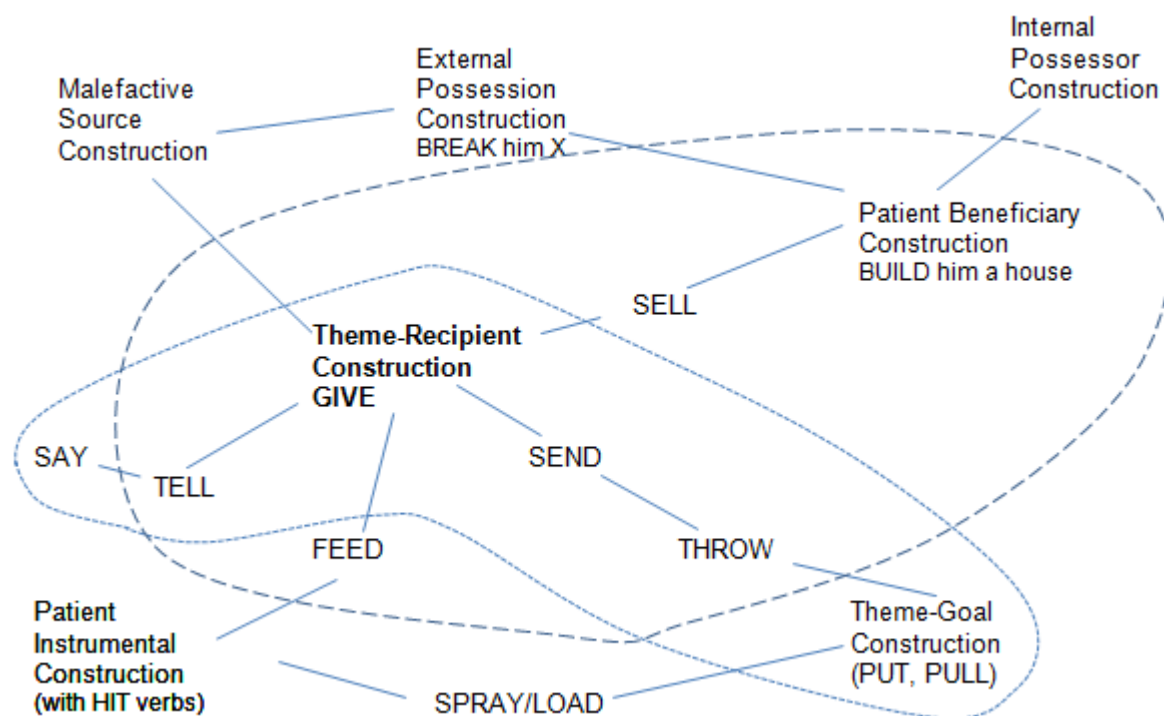 Internal
Possessor
Construction
External
Possession
Construction
BREAK him X
Malefactive
Source
Construction
Patient Beneficiary
Construction
BUILD him a house
SELL
Theme-Recipient
Construction
GIVE
SAY
TELL
SEND
FEED
THROW
Patient
Instrumental
Construction
(with HIT verbs)
Theme-Goal
Construction
(PUT, PULL)
SPRAY/LOAD